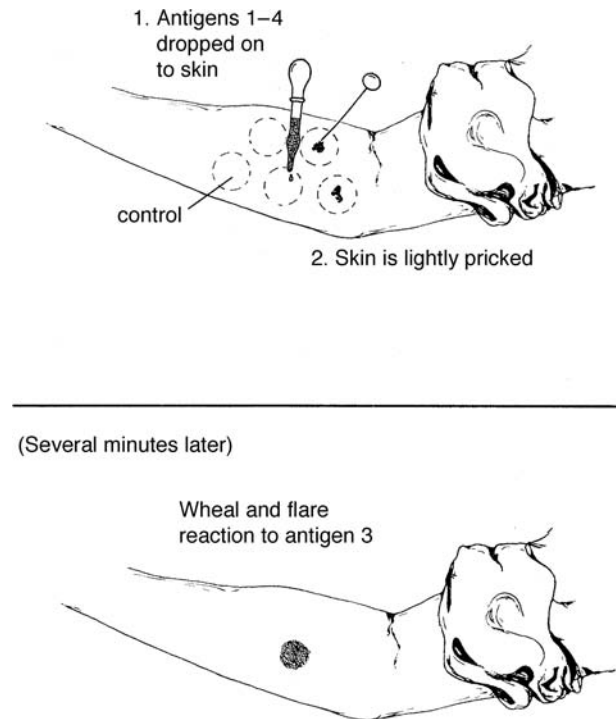 1. Antigens 1–4
dropped on
to skin
control
2. Skin is lightly pricked
(Several minutes later)
Wheal and flare
reaction to antigen 3